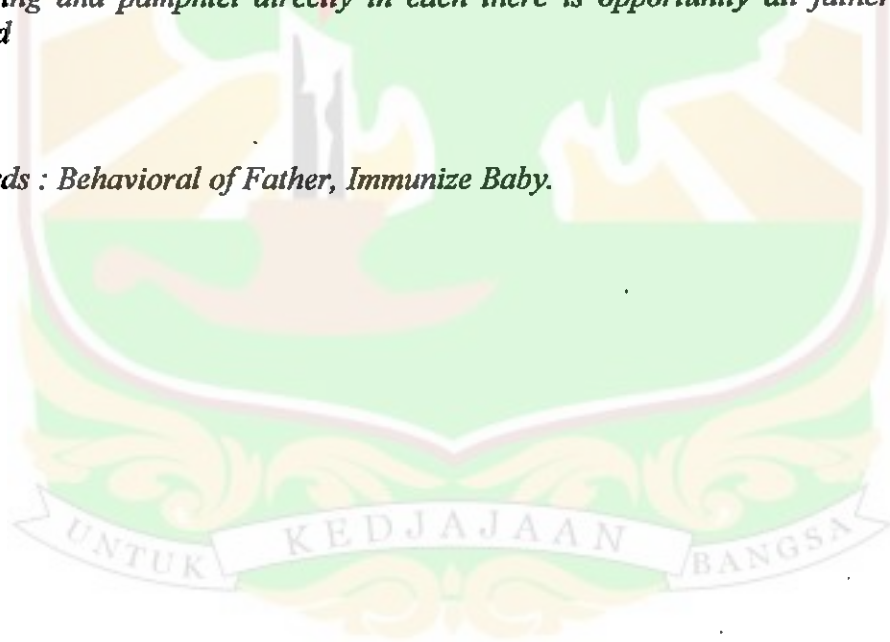 ing and pamphlet directly in each there is opportunity all father
d
ds : Behavioral of Father, Immunize Baby.
UNTUK KEDJAJAAN BANGSA